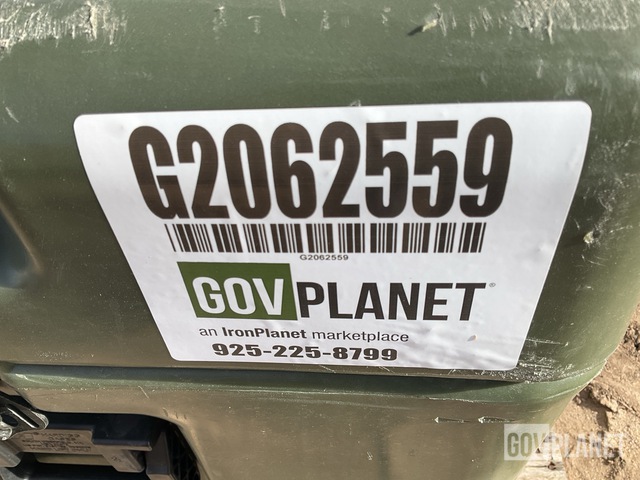 G2062559
G2062559
GOVPLANET®
an IronPlanet marketplace
925-225-8799
GOVPLANET